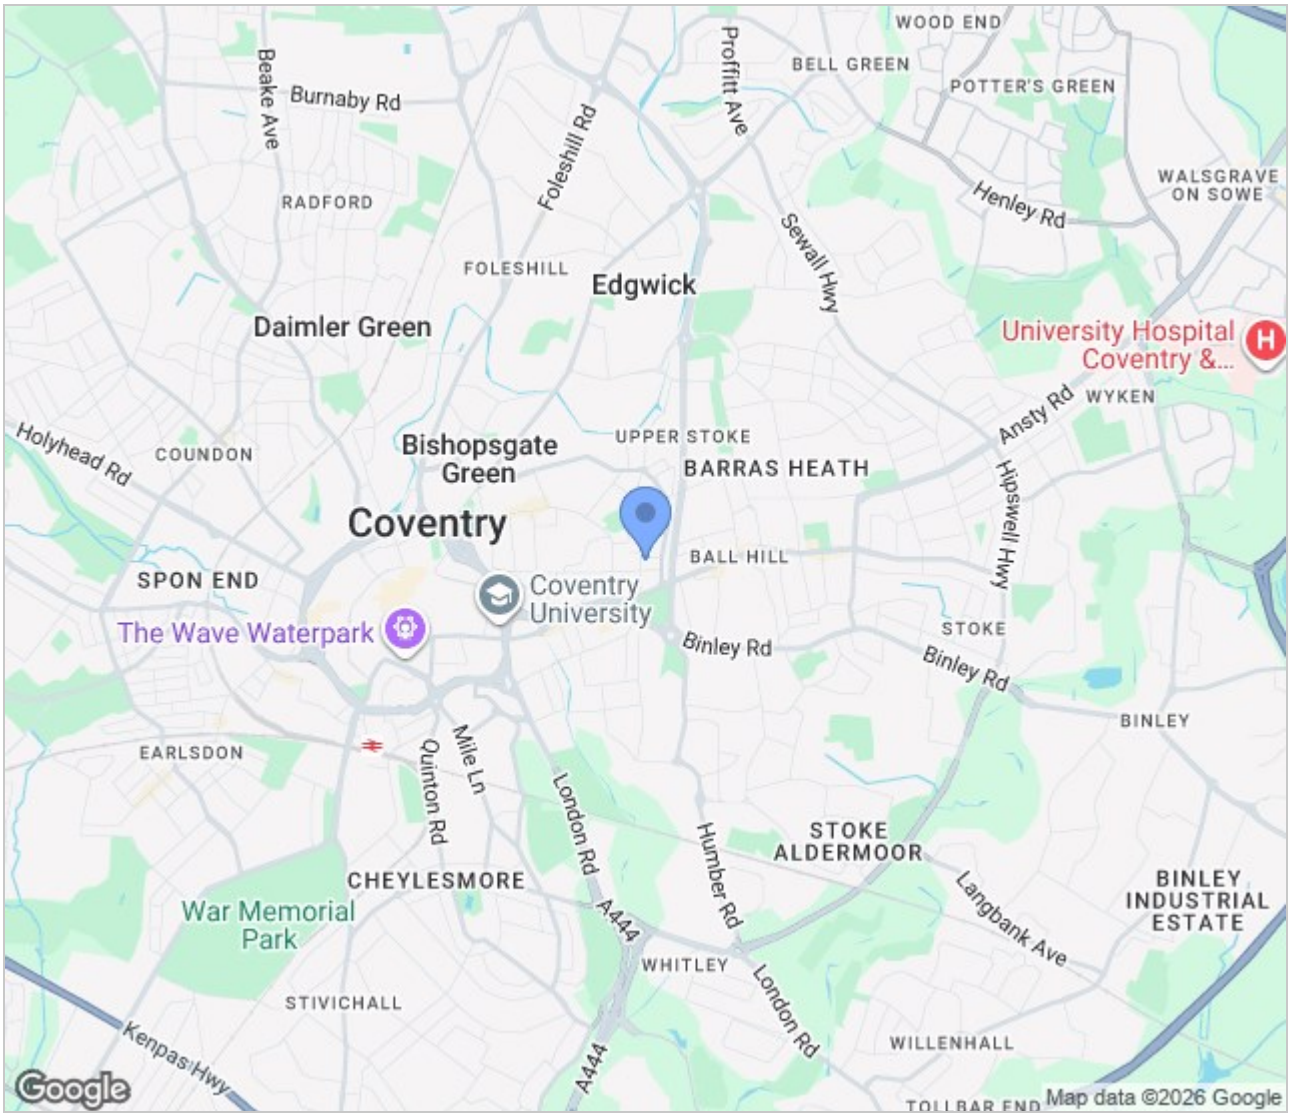 WOOD END
Proffitt Ave
BELL GREEN
Beake Ave
POTTER'S GREEN
Burnaby Rd
Foleshill Rd
WALSGRAVE
ON SOWE
RADFORD
Henley Rd
Sewall Hwy
FOLESHILL
Edgwick
Daimler Green
University Hospital
Coventry &...
H
WYKEN
Ansty Rd
Holyhead Rd
COUNDON
Bishopsgate
Green
UPPER STOKE
BARRAS HEATH
Hipswell Hwy
Coventry
BALL HILL
SPON END
Coventry
University
The Wave Waterpark
STOKE
Binley Rd
Binley Rd
BINLEY
EARLSDON
Mile Ln
Quinton Rd
London Rd
STOKE
ALDERMOOR
Humber Rd
CHEYLESMORE
Langbank Ave
BINLEY
INDUSTRIAL
ESTATE
War Memorial
Park
A444
WHITLEY
London Rd
STIVICHALL
Kenpas Hwy
WILLENHALL
A444
Google
Map data ©2026 Google
TOLLBAR END